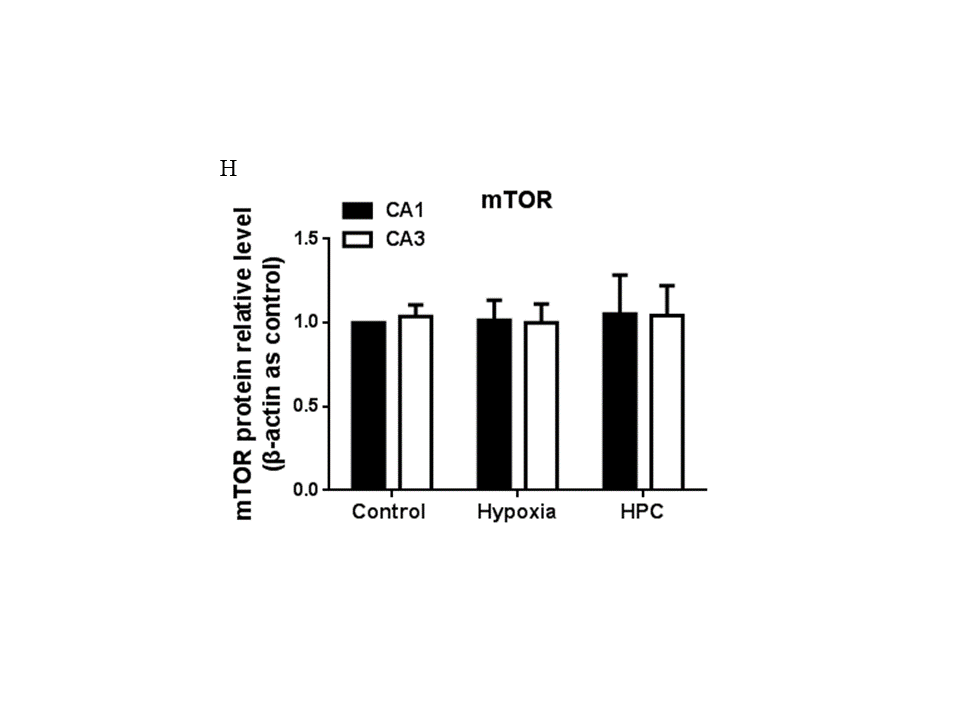 H
mTOR
CA1
CA3
mTOR protein relative level
(β-actin as control)
1.5
1.0
0.5
0.0
Control Hypoxia HPC